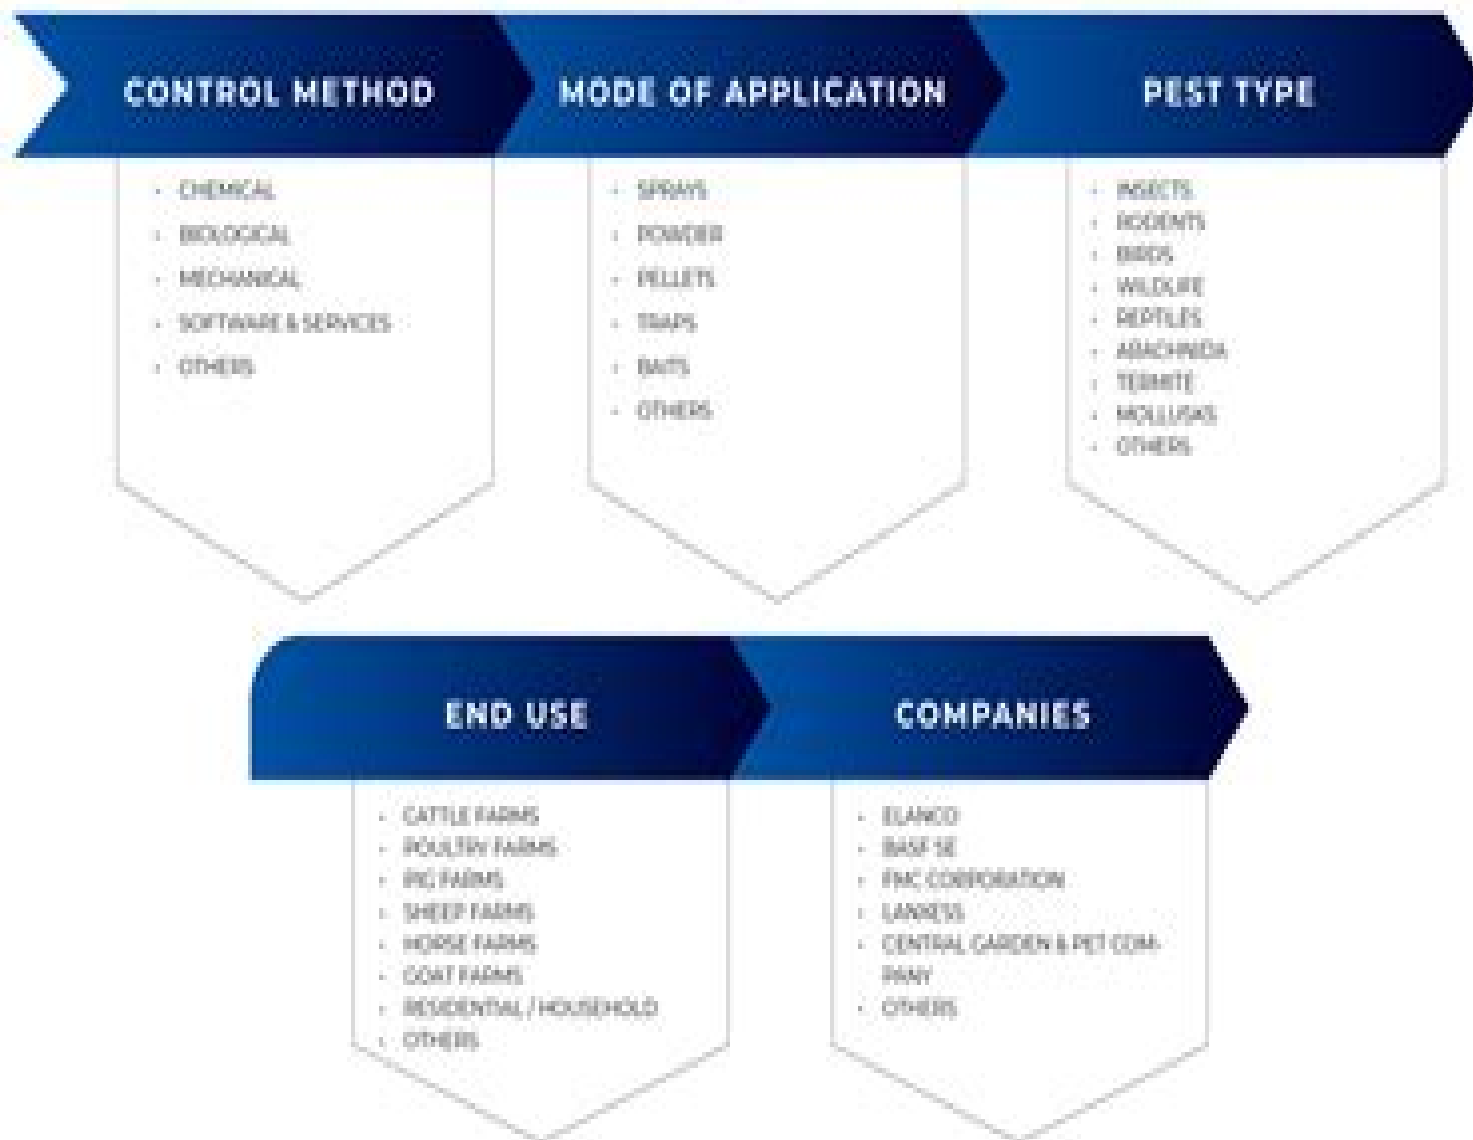 CONTROL METHOD
CHEMICAL
BIOLOGICAL
MECHANICAL
SOFTWARE & SERVICES
OTHERS
MODE OF APPLICATION
SPRAYS
POWDER
PELLETS
TRAPS
BAITS
OTHERS
PEST TYPE
INSECTS
RODENTS
BIRDS
WILDLIFE
REPTILES
ARACHNIDA
TERMITE
MOLLUSKS
OTHERS
END USE
CATTLE FARMS
POULTRY FARMS
PIG FARMS
SHEEP FARMS
HORSE FARMS
GOAT FARMS
RESIDENTIAL / HOUSEHOLD
OTHERS
COMPANIES
ELANCO
BASF SE
FMC CORPORATION
LANXESS
CENTRAL GARDEN & PET COM-
PANY
OTHERS